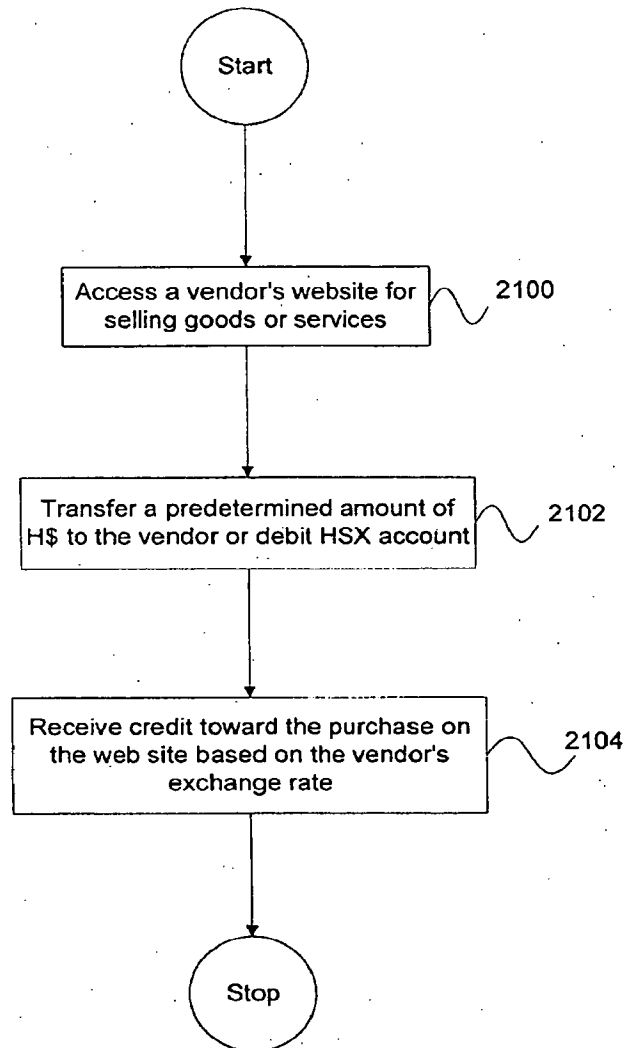 Start
Access a vendor's website for
selling goods or services
2100
Transfer a predetermined amount of
H$ to the vendor or debit HSX account
2102
Receive credit toward the purchase on
the web site based on the vendor's
exchange rate
2104
Stop